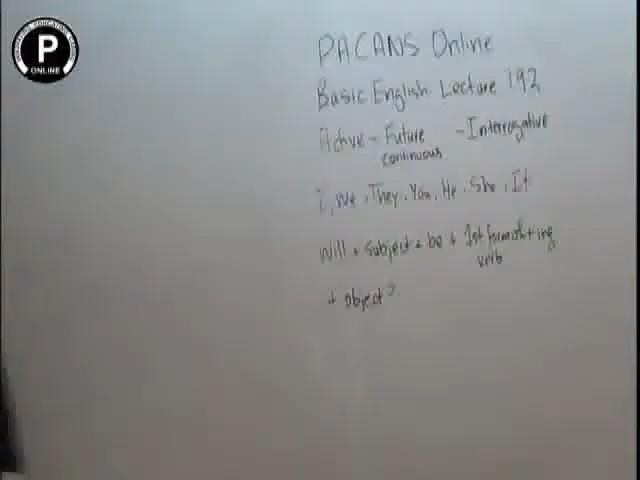 P
ONLINE
PACANS Online
Basic English Lecture 192
Active - Future - Interrogative
continuous
I, We, They, You, He, She, It
Will + subject + be + 1st form of + ing
verb
+ object?